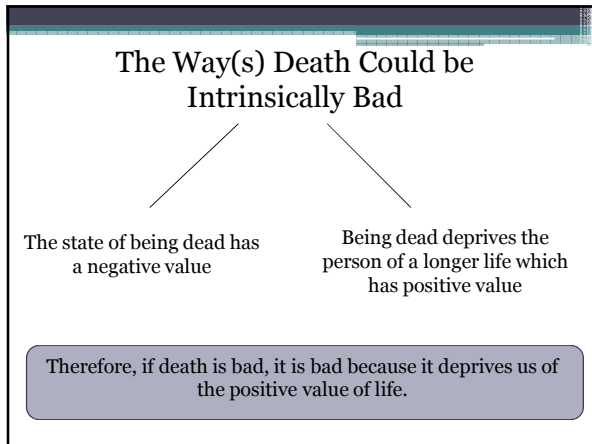 The Way(s) Death Could be
Intrinsically Bad
The state of being dead has
a negative value
Being dead deprives the
person of a longer life which
has positive value
Therefore, if death is bad, it is bad because it deprives us of
the positive value of life.